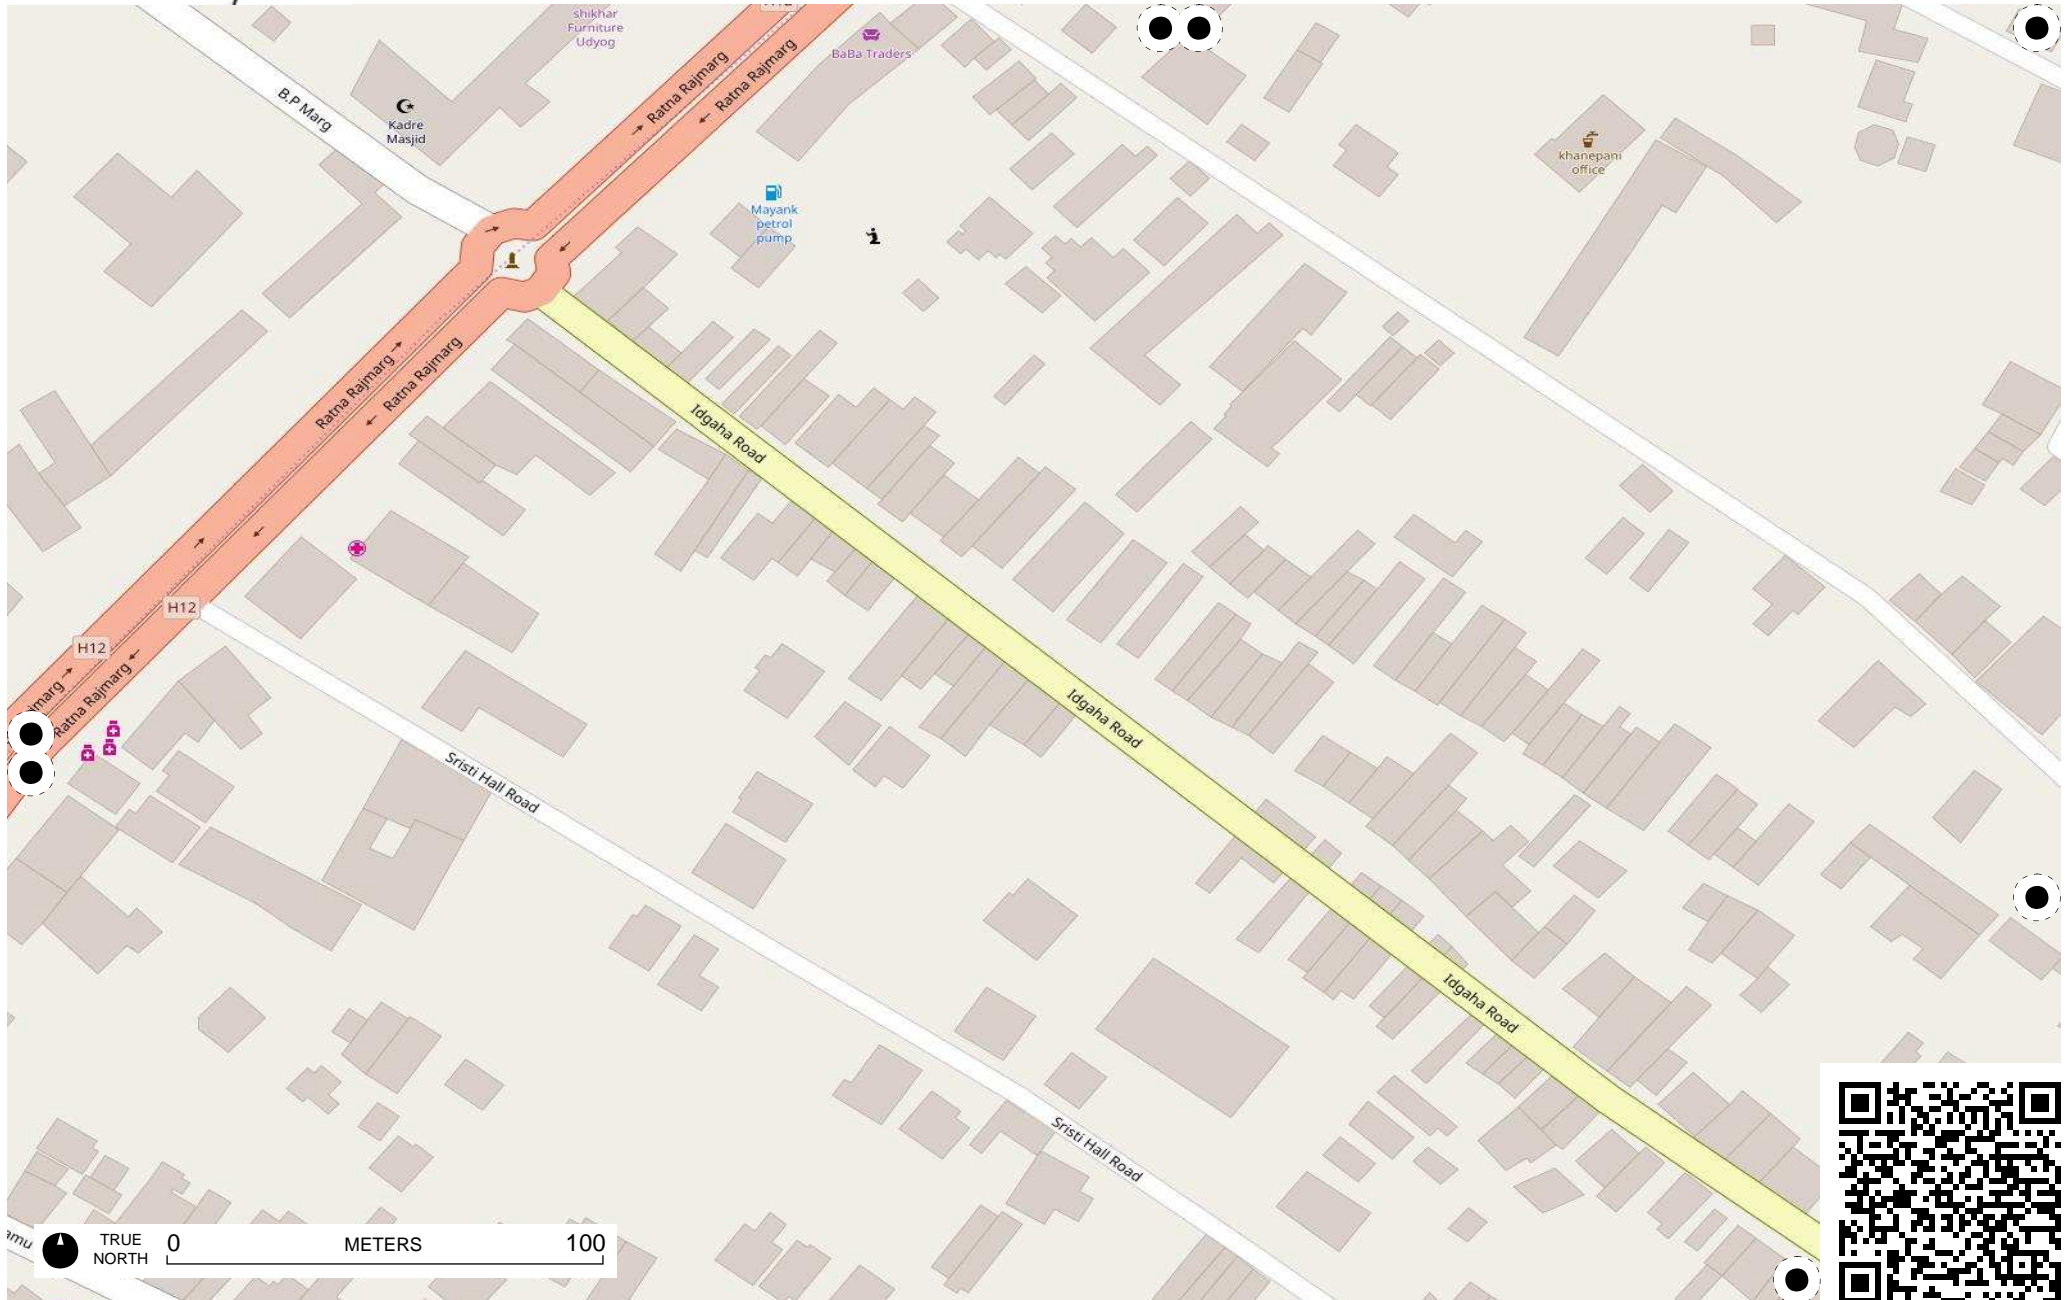 shikhar
Furniture
Udyog
BaBa Traders
Ratna Rajmarg
Ratna Rajmarg
B.P Marg
Kadre
Masjid
khanepani
office
Mayank
petrol
pump
Ratna Rajmarg
Ratna Rajmarg
Idgaha Road
H12
H12
Ratna Rajmarg
Idgaha Road
Sristi Hall Road
Idgaha Road
Sristi Hall Road
TRUE
NORTH
0
METERS
100